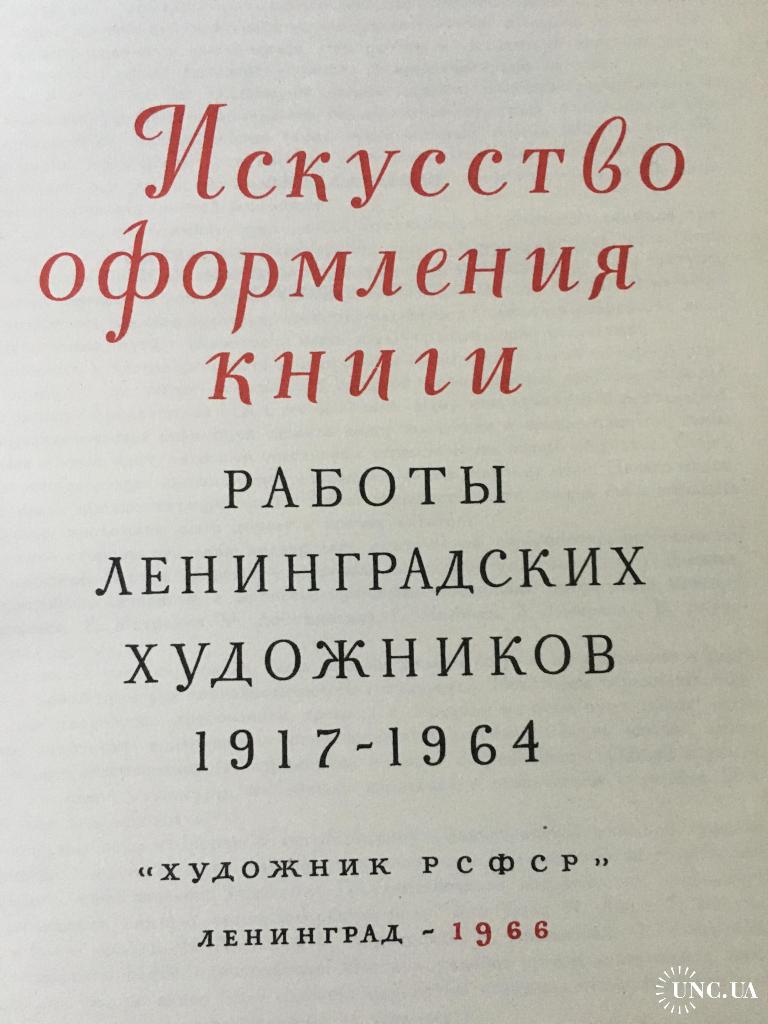 Искусство
оформления
книги
РАБОТЫ
ЛЕНИНГРАДСКИХ
ХУДОЖНИКОВ
1917-1964
«ХУДОЖНИК РСФСР»
ЛЕНИНГРАД - 1966
UNC.UA